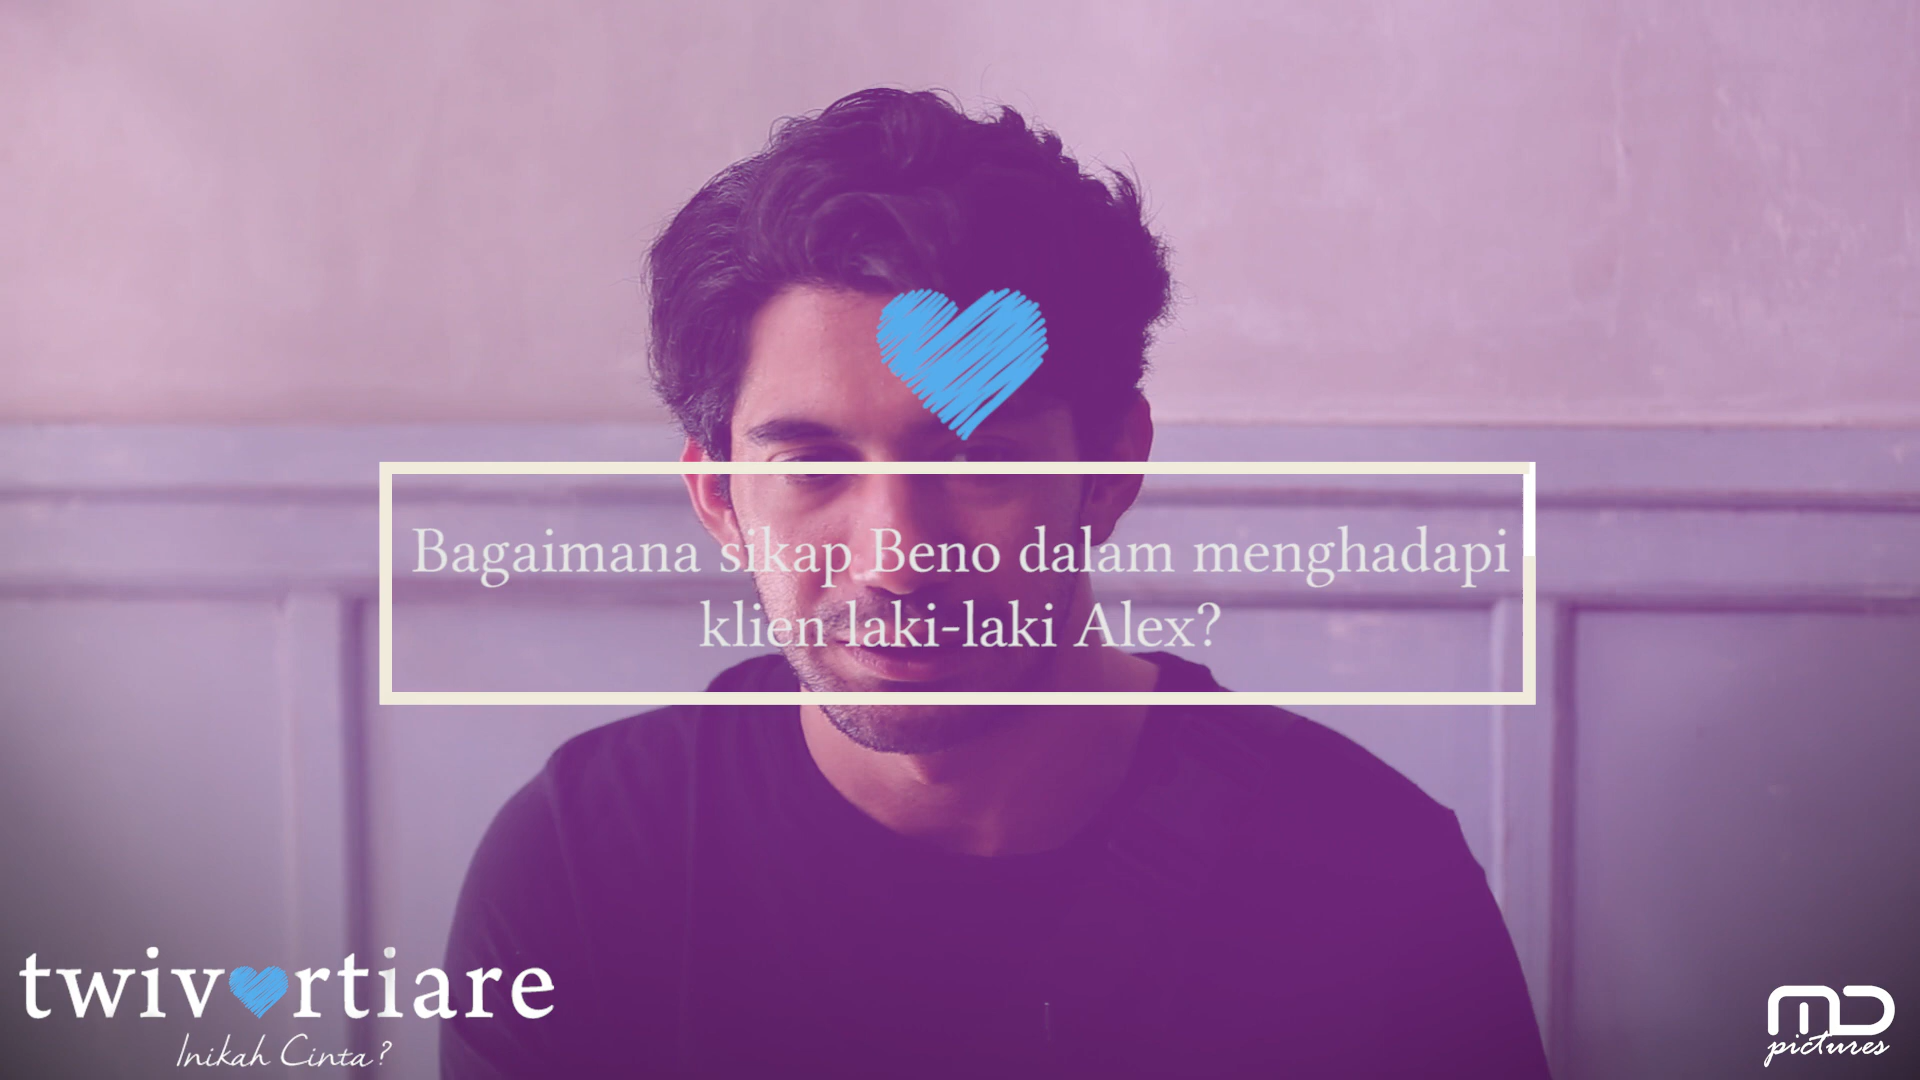 Bagaimana sikap Beno dalam menghadapi
klien laki-laki Alex?
twivortiare
Inikah Cinta?
MD
pictures